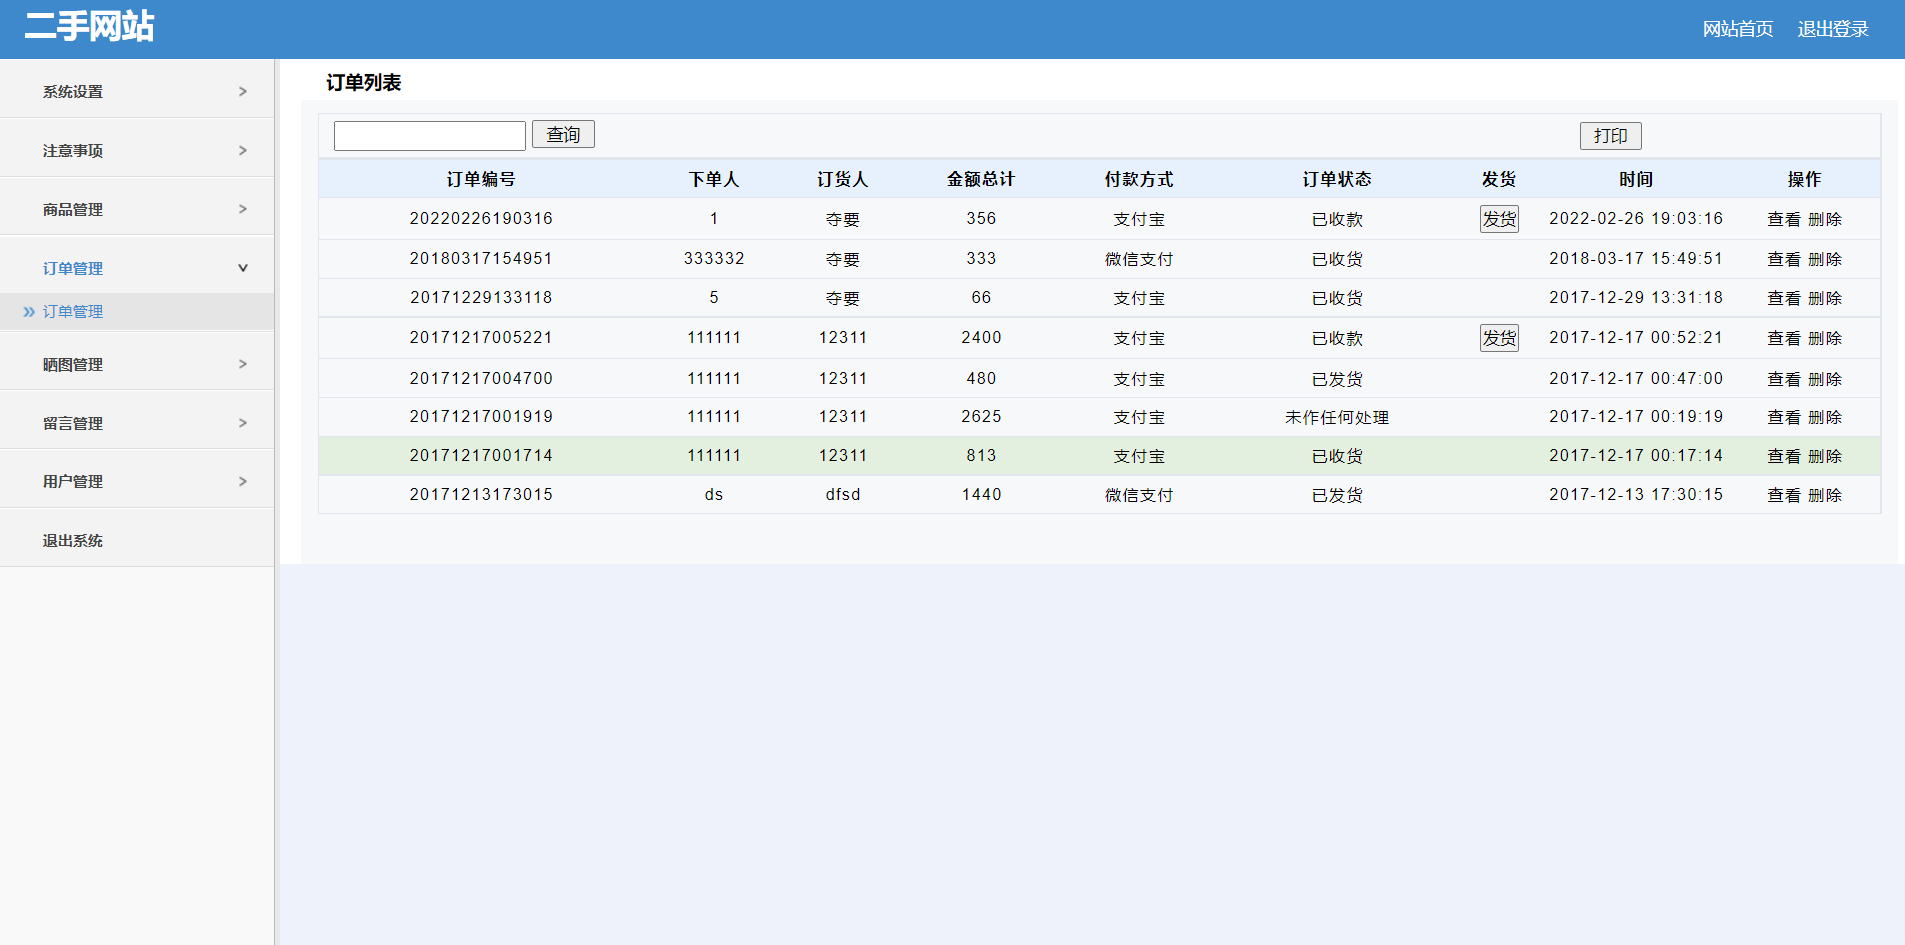 二手网站
网站首页 退出登录
系统设置 >
注意事项 >
商品管理 >
订单管理 v
» 订单管理
晒图管理 >
留言管理 >
用户管理 >
退出系统
订单列表
查询 打印
订单编号 下单人 订货人 金额总计 付款方式 订单状态 发货 时间 操作
20220226190316 1 夺要 356 支付宝 已收款 发货 2022-02-26 19:03:16 查看 删除
20180317154951 333332 夺要 333 微信支付 已收货 2018-03-17 15:49:51 查看 删除
20171229133118 5 夺要 66 支付宝 已收货 2017-12-29 13:31:18 查看 删除
20171217005221 111111 12311 2400 支付宝 已收款 发货 2017-12-17 00:52:21 查看 删除
20171217004700 111111 12311 480 支付宝 已发货 2017-12-17 00:47:00 查看 删除
20171217001919 111111 12311 2625 支付宝 未作任何处理 2017-12-17 00:19:19 查看 删除
20171217001714 111111 12311 813 支付宝 已收货 2017-12-17 00:17:14 查看 删除
20171213173015 ds dfsd 1440 微信支付 已发货 2017-12-13 17:30:15 查看 删除